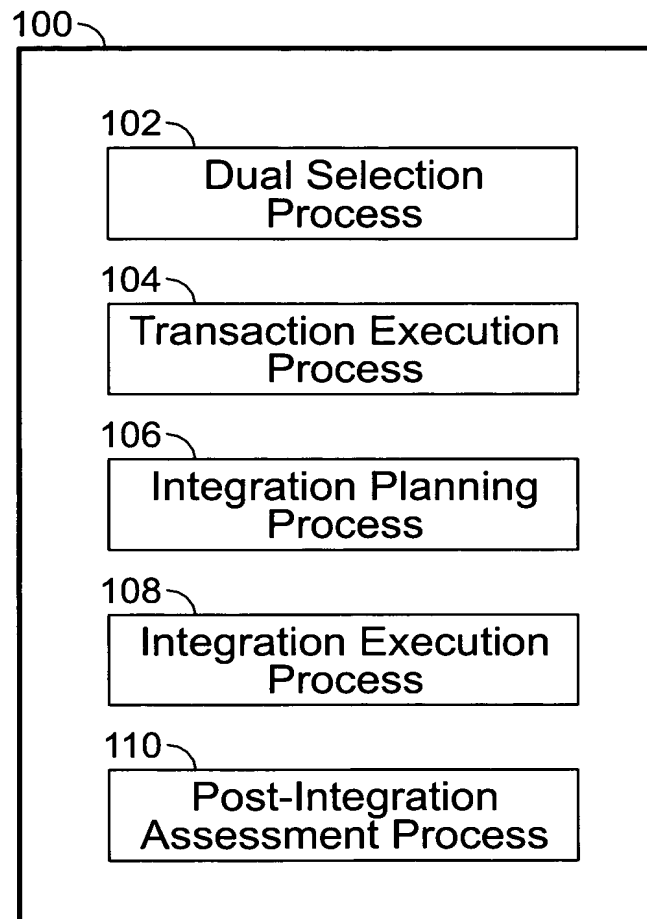 100
102
Dual Selection
Process
104
Transaction Execution
Process
106
Integration Planning
Process
108
Integration Execution
Process
110
Post-Integration
Assessment Process